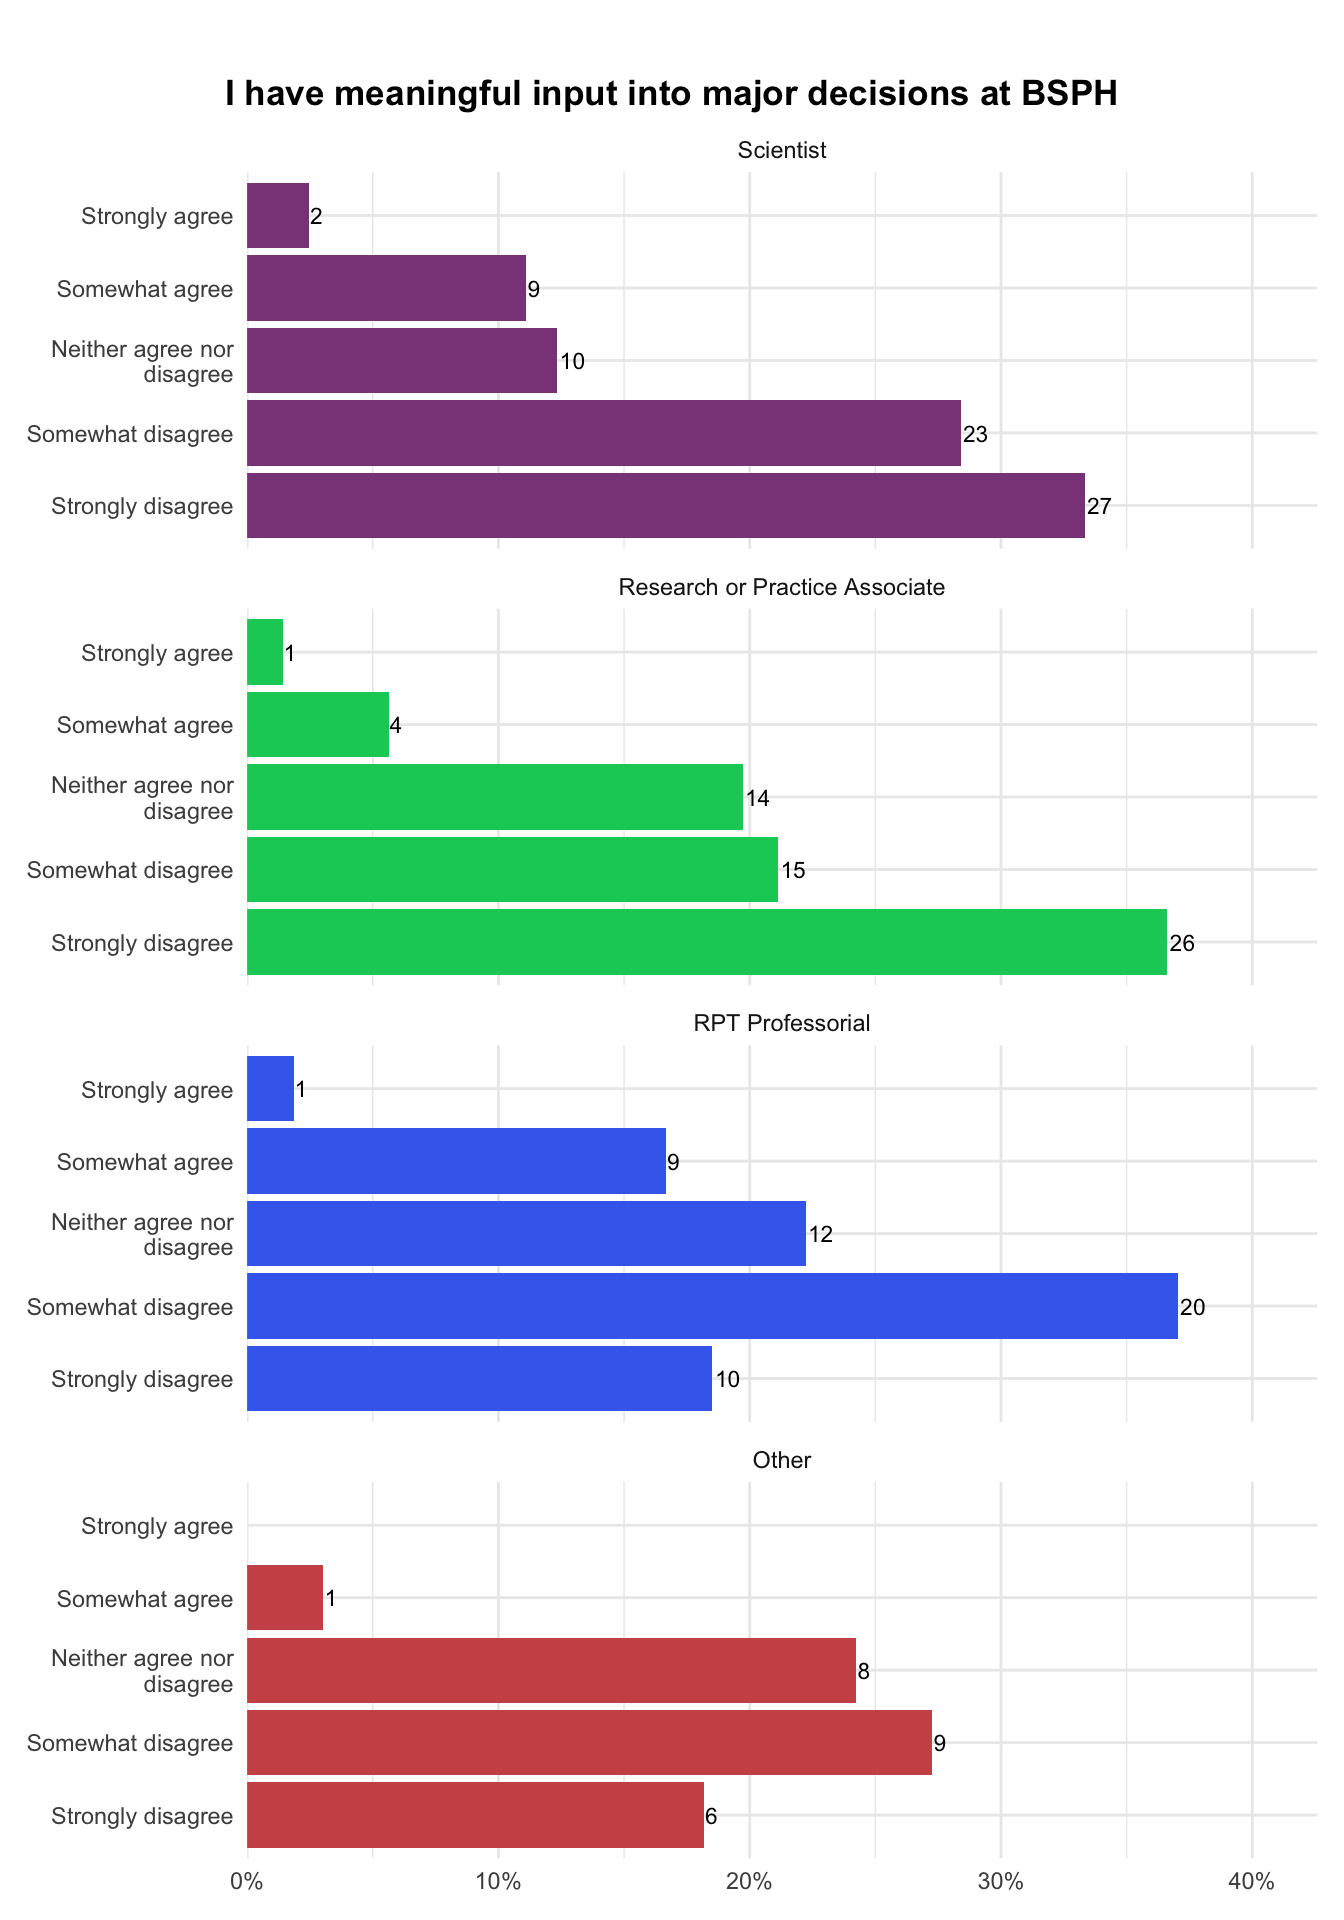 I have meaningful input into major decisions at BSPH
Scientist
Strongly agree
2
Somewhat agree
9
Neither agree nor
disagree
10
Somewhat disagree
23
Strongly disagree
27
Research or Practice Associate
Strongly agree
1
Somewhat agree
4
Neither agree nor
disagree
14
Somewhat disagree
15
Strongly disagree
26
RPT Professorial
Strongly agree
1
Somewhat agree
9
Neither agree nor
disagree
12
Somewhat disagree
20
Strongly disagree
10
Other
Strongly agree
Somewhat agree
1
Neither agree nor
disagree
8
Somewhat disagree
9
Strongly disagree
6
0% 10% 20% 30% 40%